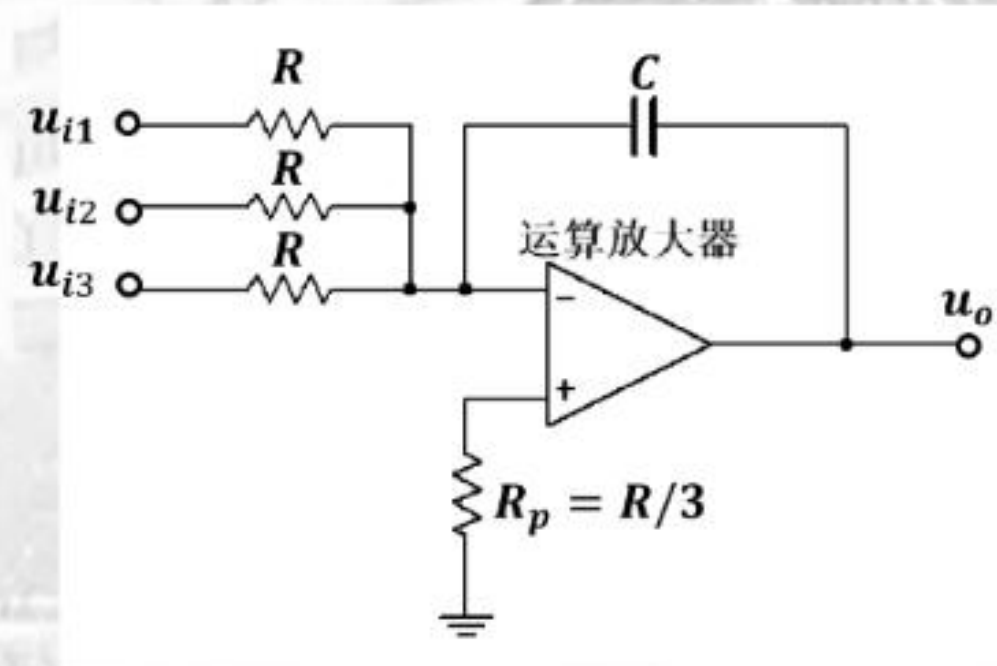 R
C
u_{i1}
R
u_{i2}
运算放大器
R
u_{i3}
−
u_o
+
R_p = R/3